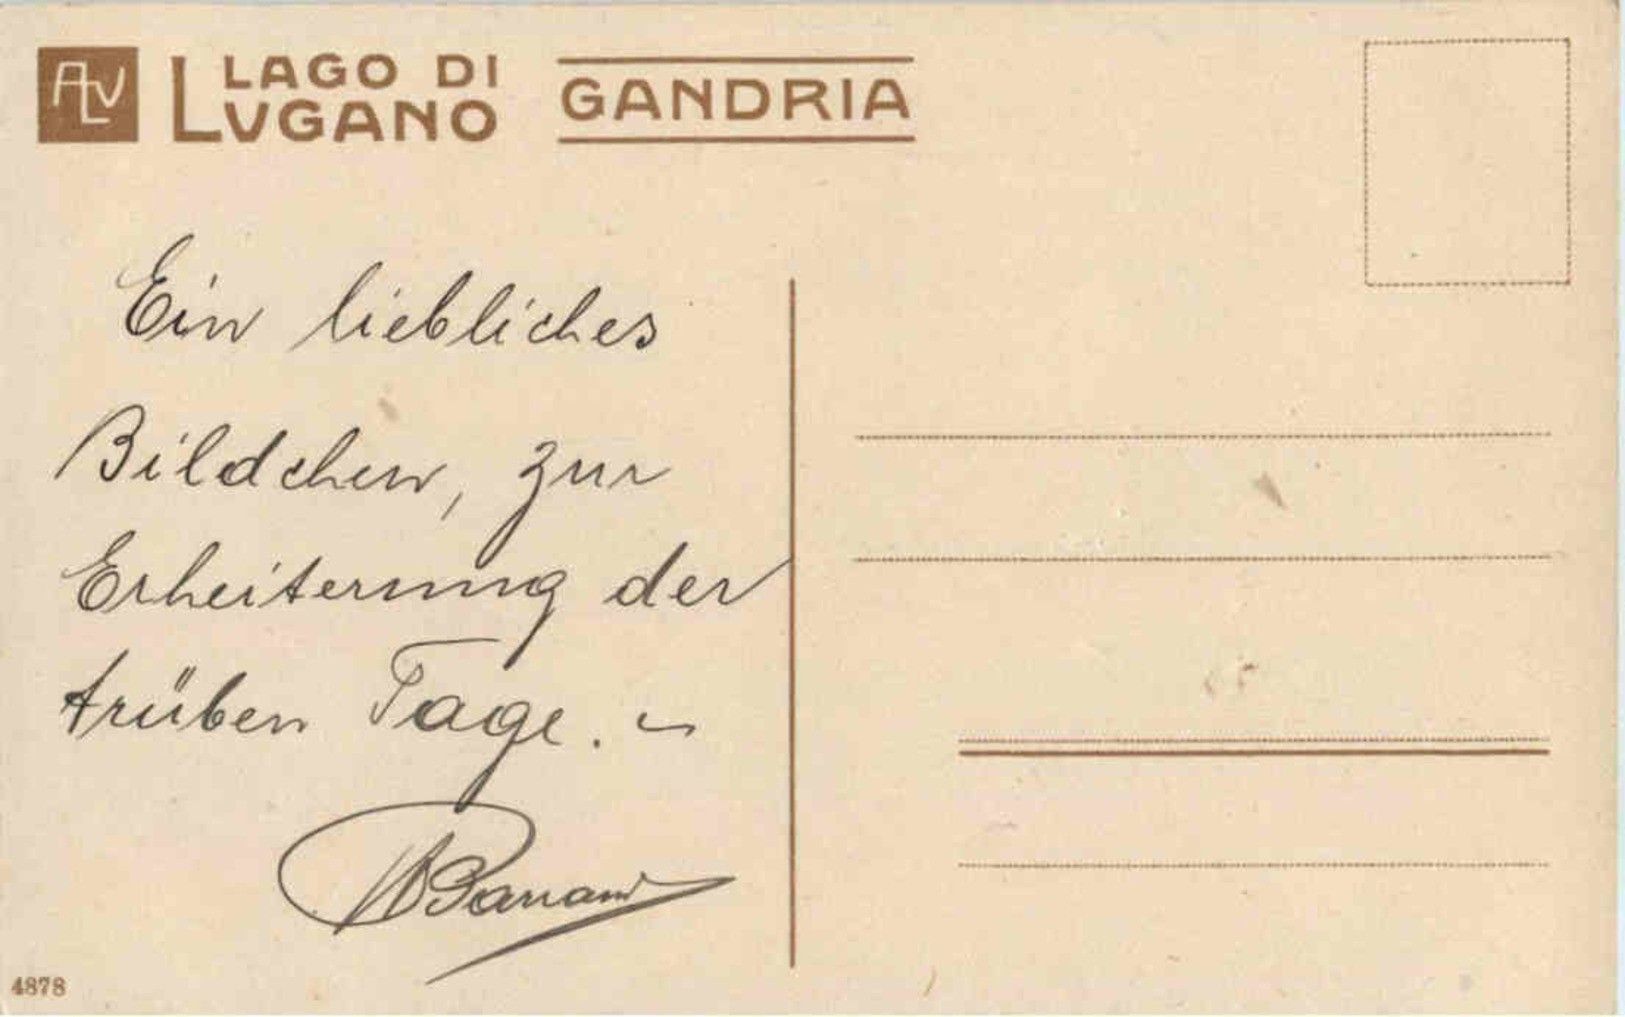 ALV
LAGO DI
LVGANO
GANDRIA
Ein liebliches
Bildchen, zur
Erheiterung der
trüben Tage. –
4878